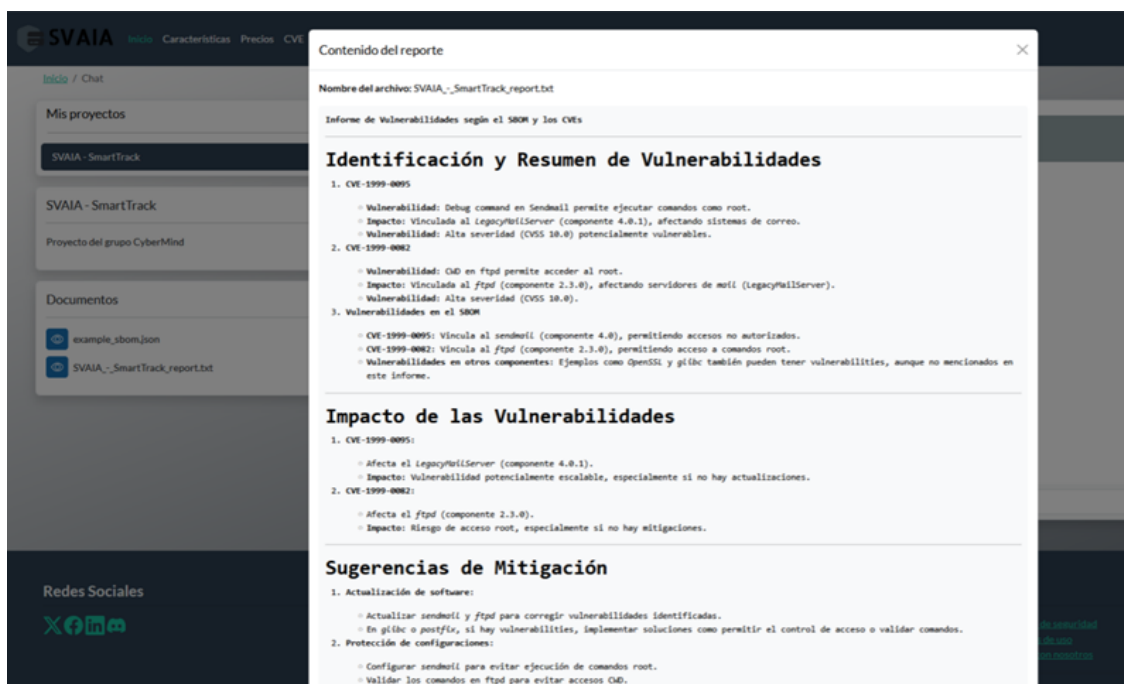 SVAIA Inicio Características Precios CVE
Inicio / Chat
Mis proyectos
SVAIA - SmartTrack
SVAIA - SmartTrack
Proyecto del grupo CyberMind
Documentos
example_sbom.json
SVAIA_-_SmartTrack_report.txt
Contenido del reporte
Nombre del archivo: SVAIA_-_SmartTrack_report.txt
Informe de Vulnerabilidades según el SBOM y los CVEs
Identificación y Resumen de Vulnerabilidades
1. CVE-1999-0095
Vulnerabilidad: Debug command en Sendmail permite ejecutar comandos como root.
Impacto: Vinculada al LegacyMailServer (componente 4.0.1), afectando sistemas de correo.
Vulnerabilidad: Alta severidad (CVSS 10.0) potencialmente vulnerables.
2. CVE-1999-0082
Vulnerabilidad: CWD en ftpd permite acceder al root.
Impacto: Vinculada al ftpd (componente 2.3.0), afectando servidores de mail (LegacyMailServer).
Vulnerabilidad: Alta severidad (CVSS 10.0).
3. Vulnerabilidades en el SBOM
CVE-1999-0095: Vincula al sendmail (componente 4.0), permitiendo accesos no autorizados.
CVE-1999-0082: Vincula al ftpd (componente 2.3.0), permitiendo acceso a comandos root.
Vulnerabilidades en otros componentes: Ejemplos como OpenSSL y glibc también pueden tener vulnerabilities, aunque no mencionados en
este informe.
Impacto de las Vulnerabilidades
1. CVE-1999-0095:
Afecta el LegacyMailServer (componente 4.0.1).
Impacto: Vulnerabilidad potencialmente escalable, especialmente si no hay actualizaciones.
2. CVE-1999-0082:
Afecta el ftpd (componente 2.3.0).
Impacto: Riesgo de acceso root, especialmente si no hay mitigaciones.
Sugerencias de Mitigación
1. Actualización de software:
Actualizar sendmail y ftpd para corregir vulnerabilidades identificadas.
En glibc o postfix, si hay vulnerabilities, implementar soluciones como permitir el control de acceso o validar comandos.
2. Protección de configuraciones:
Configurar sendmail para evitar ejecución de comandos root.
Validar los comandos en ftpd para evitar accesos CWD.
Redes Sociales
de seguridad
de uso
con nosotros